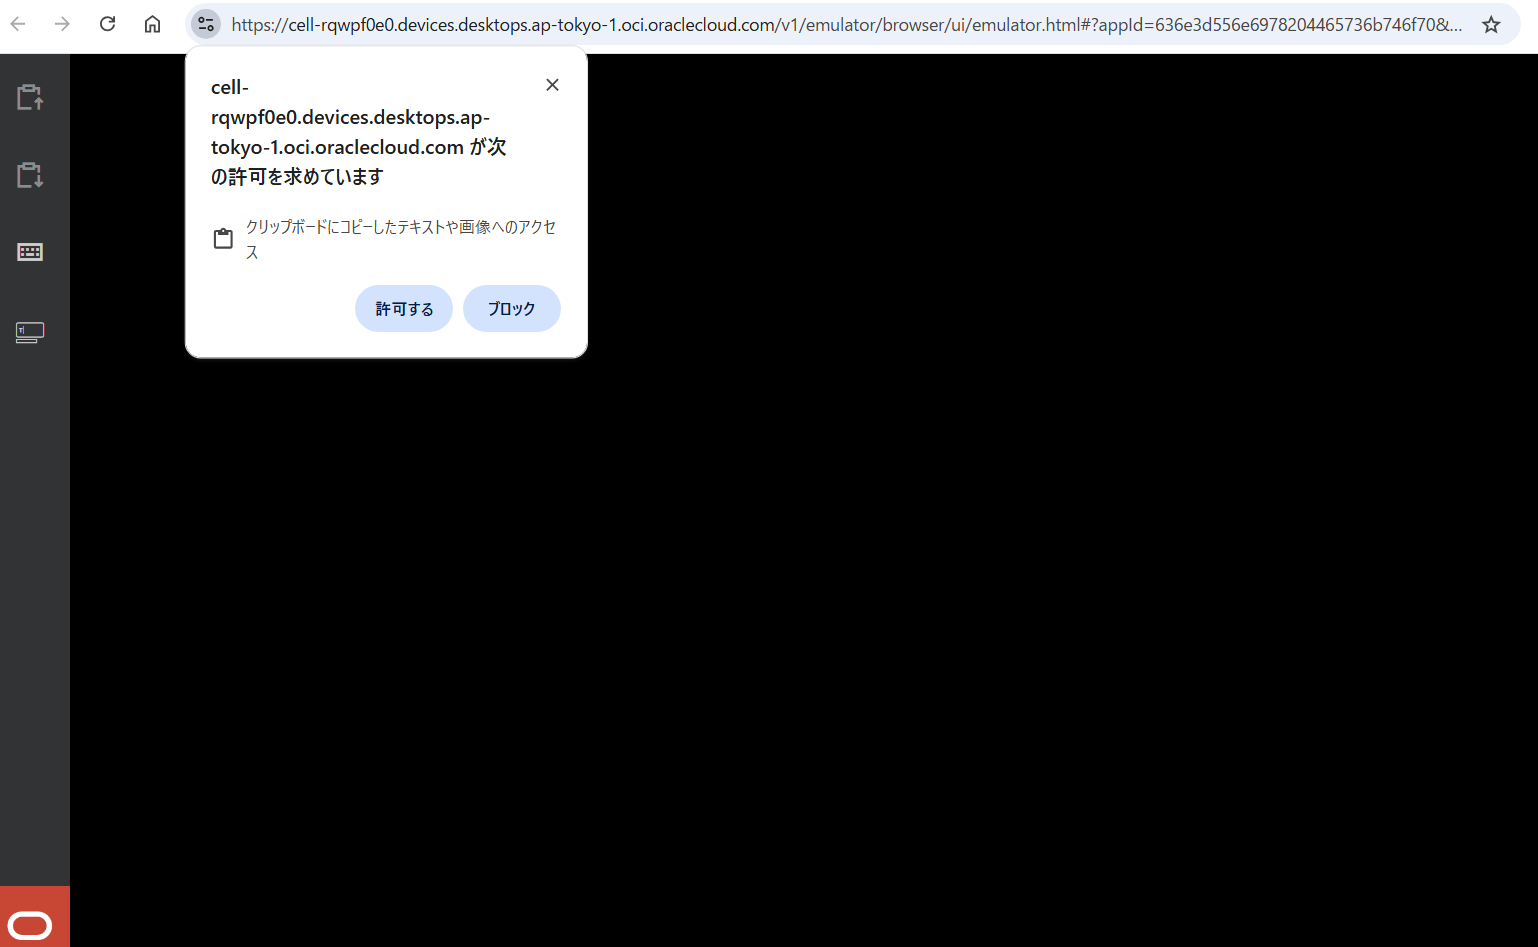 https://cell-rqwpf0e0.devices.desktops.ap-tokyo-1.oci.oraclecloud.com/v1/emulator/browser/ui/emulator.html#?appId=636e3d556e6978204465736b746f70&...
cell-
rqwpf0e0.devices.desktops.ap-
tokyo-1.oci.oraclecloud.com が次
の許可を求めています
クリップボードにコピーしたテキストや画像へのアクセ
ス
許可する
ブロック